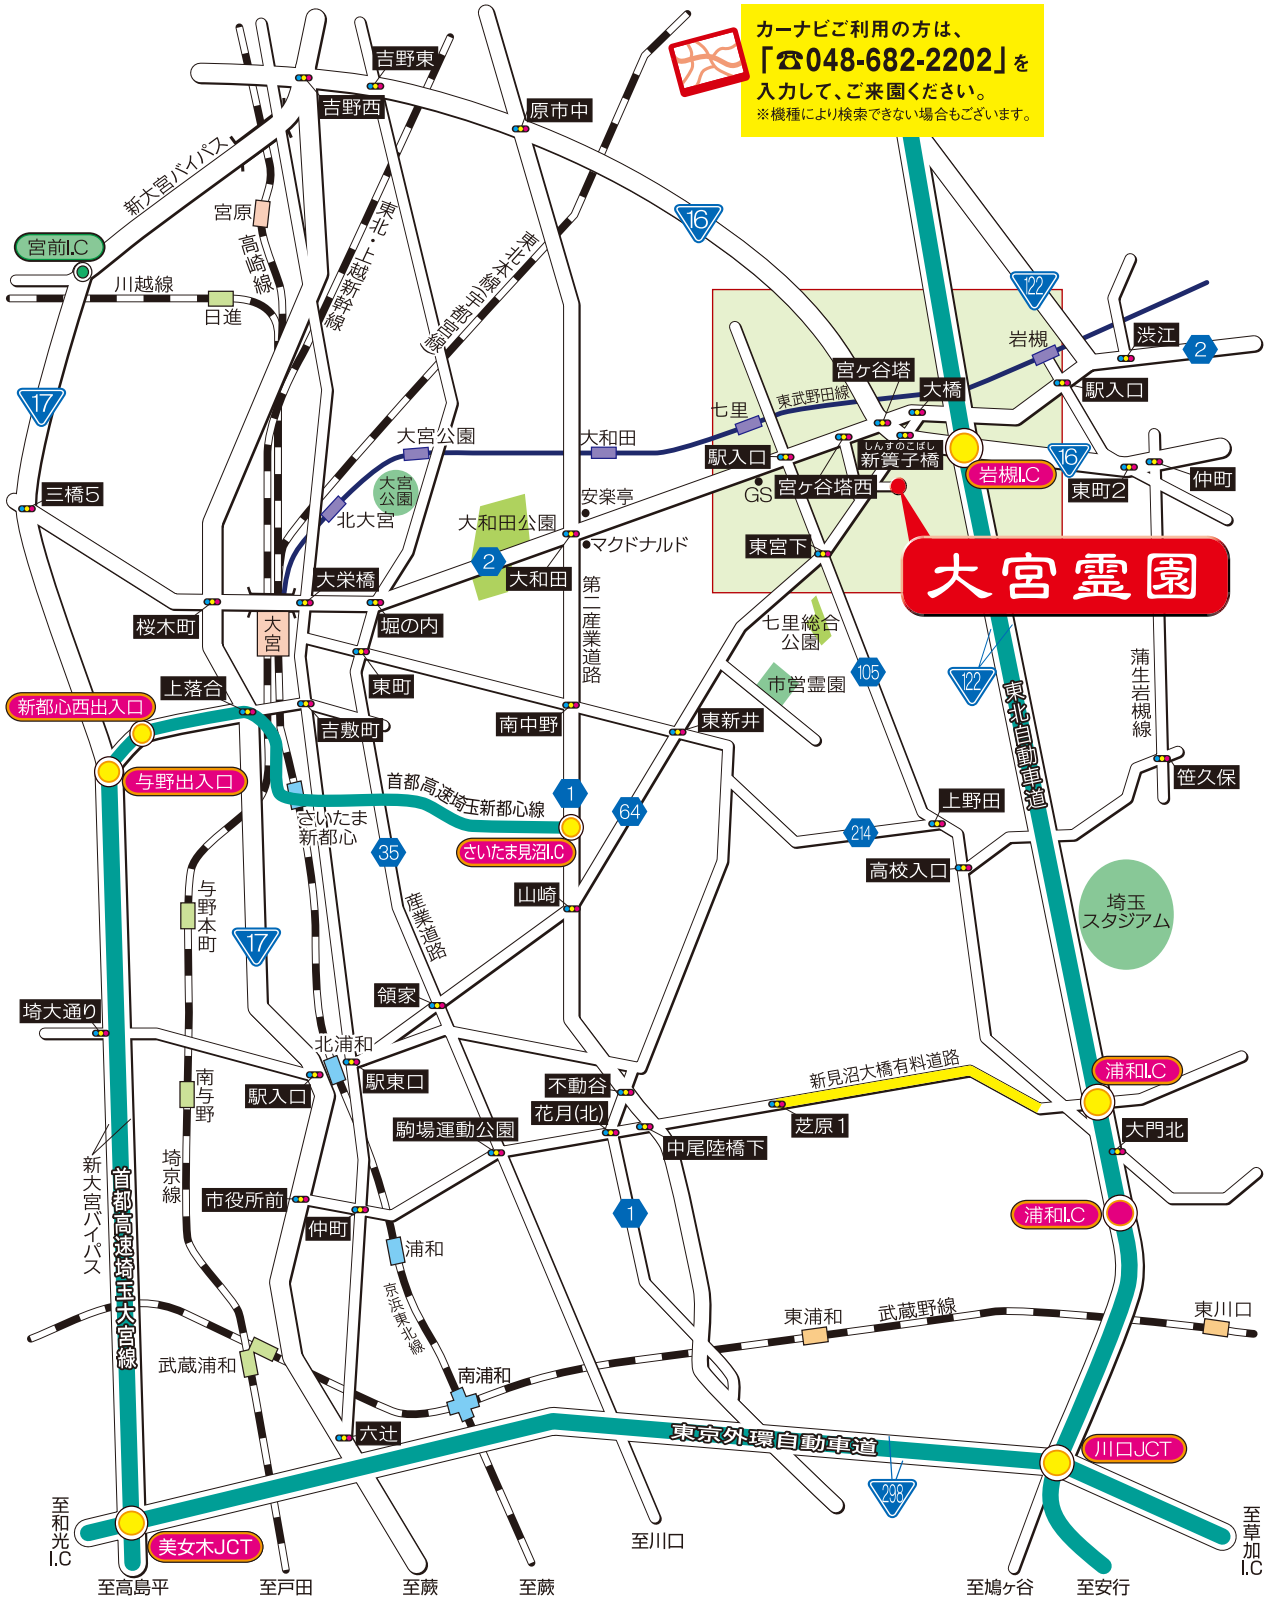 カーナビご利用の方は、
「☎048-682-2202」を
入力して、ご来園ください。
※機種により検索できない場合もございます。
吉野東
吉野西
原市中
新大宮バイパス
宮原
高崎線
東北・上越新幹線
東北本線(宇都宮線)
16
122
宮前I.C
川越線
日進
17
岩槻
渋江
2
駅入口
宮ヶ谷塔
大橋
東武野田線
七里
大宮公園
大和田
駅入口
しんすのこばし
新簀子橋
岩槻I.C
16
東町2
仲町
三橋5
大宮
公園
北大宮
安楽亭
大和田公園
マクドナルド
GS
宮ヶ谷塔西
東宮下
大宮霊園
2
大和田
大栄橋
桜木町
大宮
堀の内
第二産業道路
七里総合
公園
105
122
市営霊園
東北自動車道
蒲生岩槻線
東町
上落合
新都心西出入口
吉敷町
南中野
東新井
笹久保
与野出入口
首都高速埼玉新都心線
1
64
さいたま
新都心
35
さいたま見沼I.C
214
上野田
高校入口
与野本町
17
山崎
産業道路
埼玉
スタジアム
領家
埼大通り
北浦和
駅入口
駅東口
南与野
不動谷
花月(北)
新見沼大橋有料道路
浦和I.C
芝原1
中尾陸橋下
駒場運動公園
大門北
埼京線
新大宮バイパス
首都高速埼玉大宮線
市役所前
仲町
1
浦和I.C
浦和
京浜東北線
東浦和
武蔵野線
東川口
武蔵浦和
南浦和
六辻
東京外環自動車道
298
川口JCT
至和光I.C
美女木JCT
至川口
至草加I.C
至高島平
至戸田
至蕨
至蕨
至鳩ヶ谷
至安行